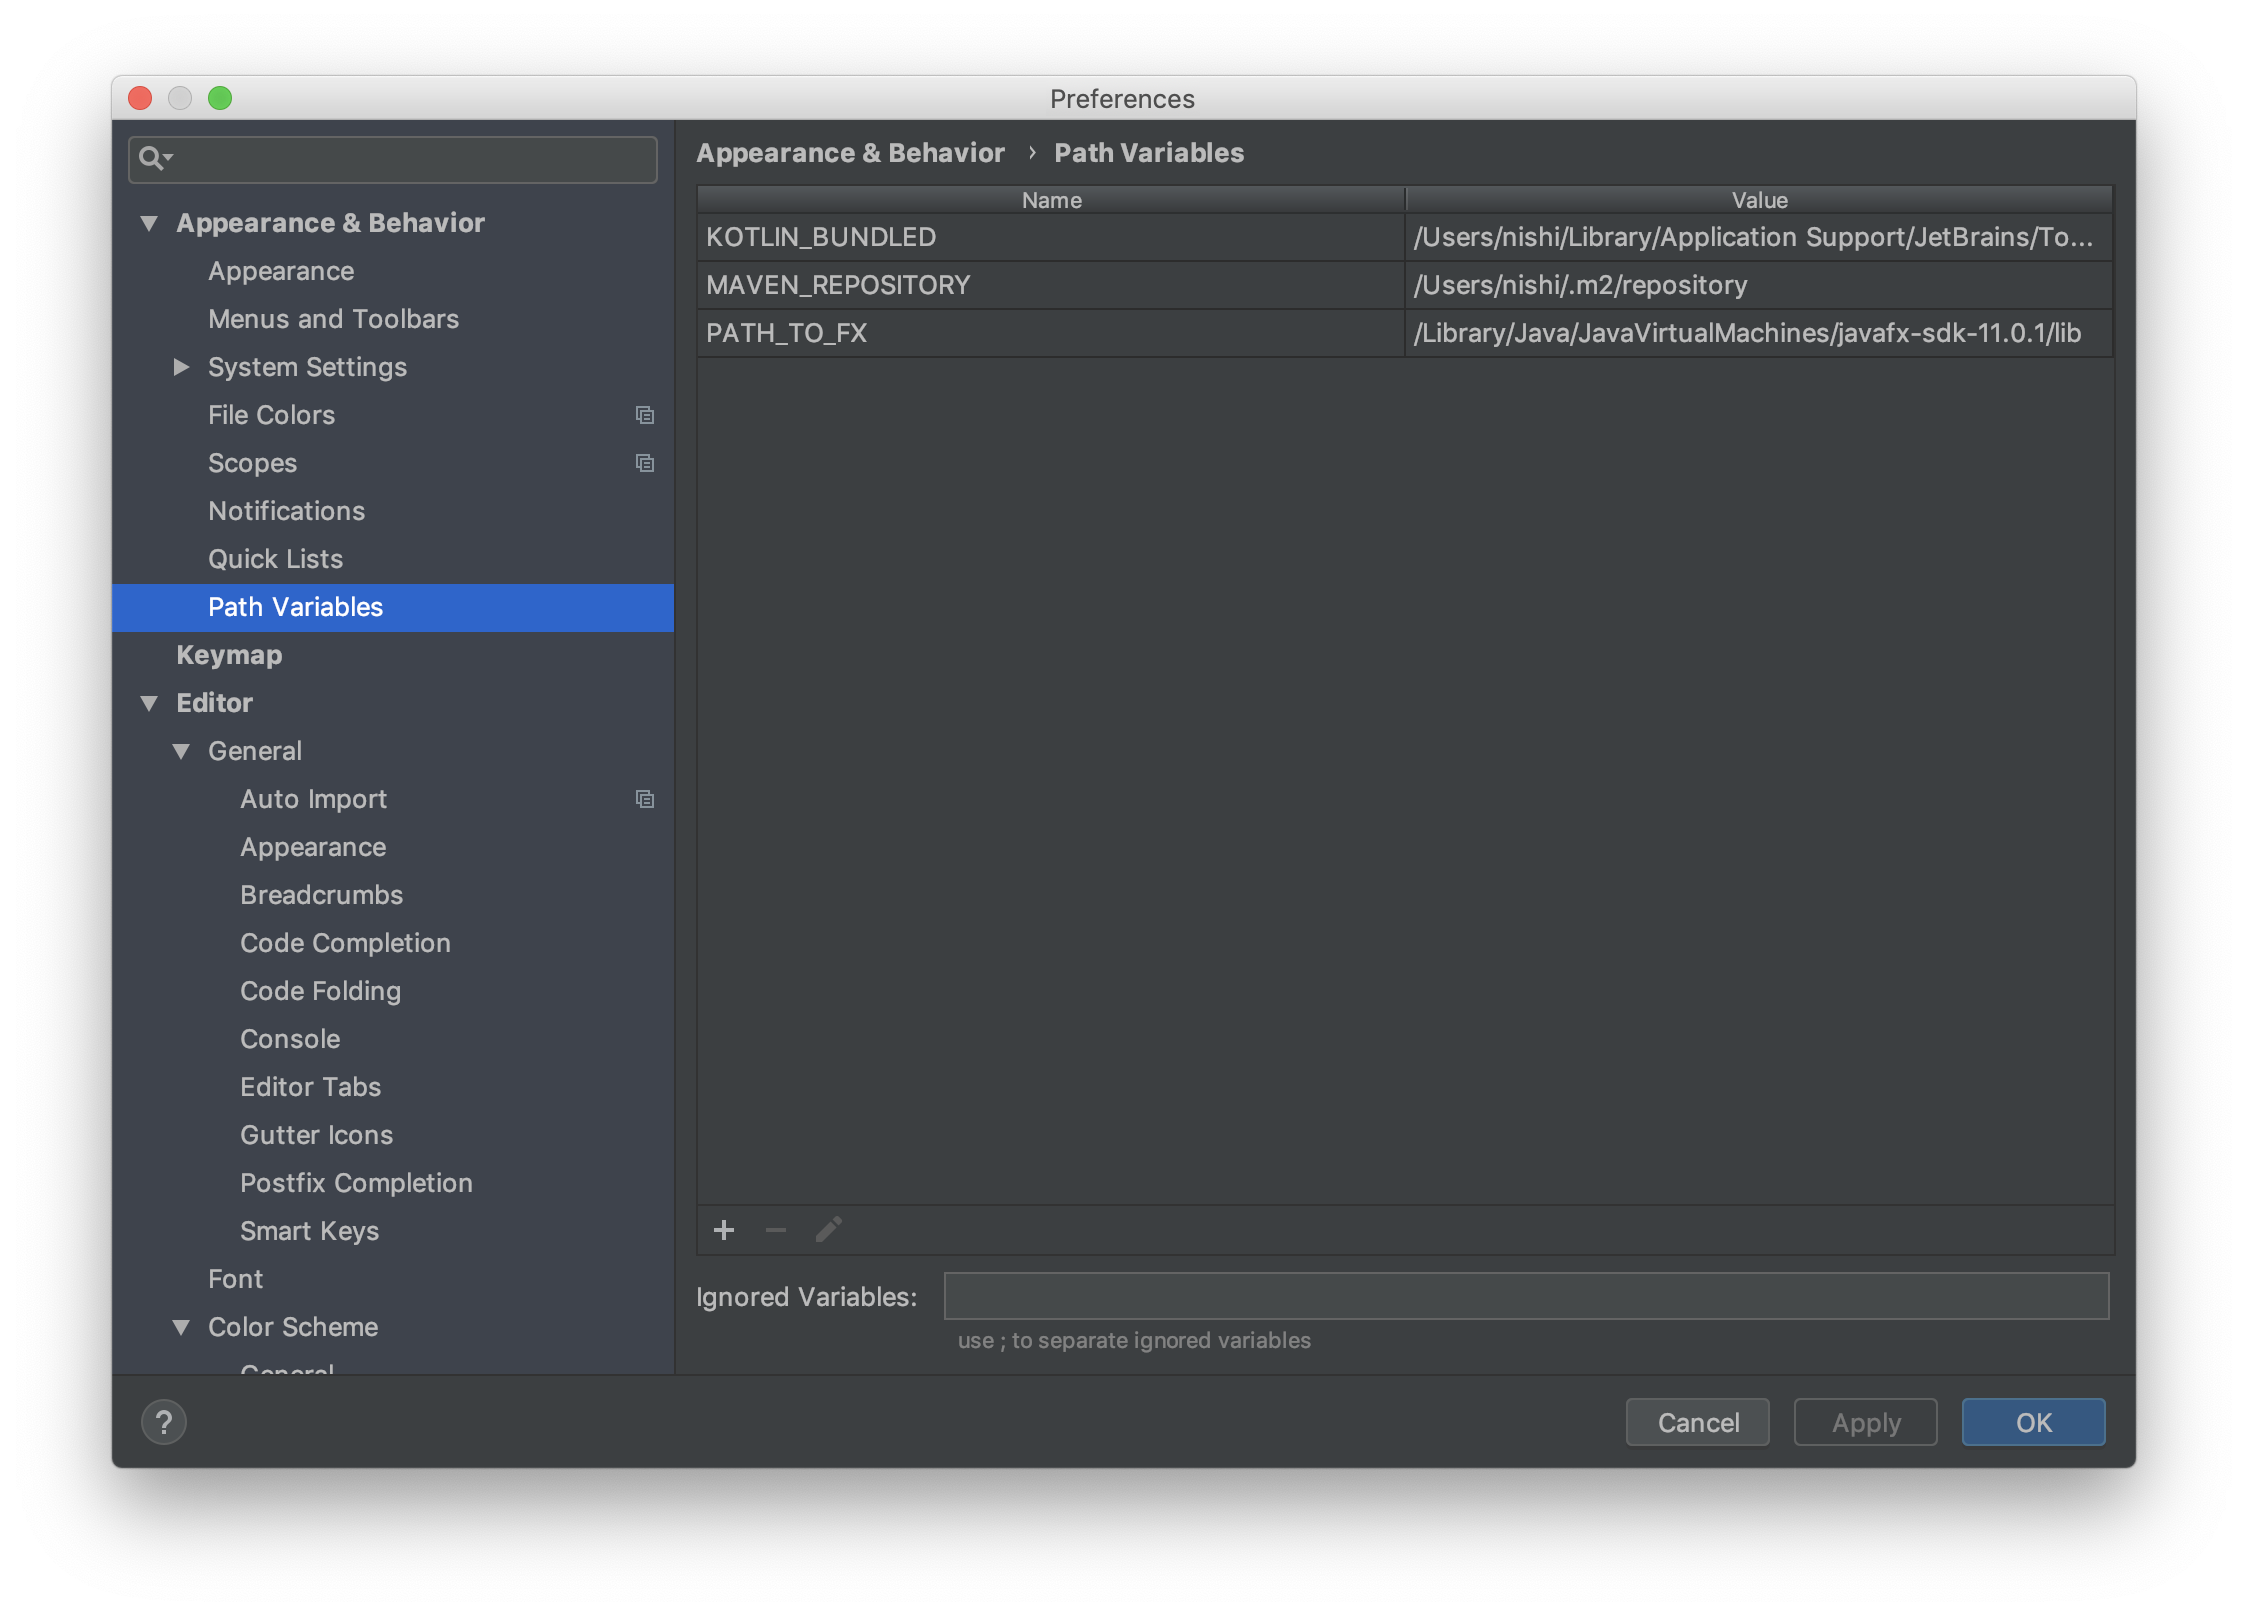 Preferences
Appearance & Behavior
Appearance
Menus and Toolbars
System Settings
File Colors
Scopes
Notifications
Quick Lists
Path Variables
Keymap
Editor
General
Auto Import
Appearance
Breadcrumbs
Code Completion
Code Folding
Console
Editor Tabs
Gutter Icons
Postfix Completion
Smart Keys
Font
Color Scheme
General
Appearance & Behavior › Path Variables
Name Value
KOTLIN_BUNDLED /Users/nishi/Library/Application Support/JetBrains/To...
MAVEN_REPOSITORY /Users/nishi/.m2/repository
PATH_TO_FX /Library/Java/JavaVirtualMachines/javafx-sdk-11.0.1/lib
Ignored Variables:
use ; to separate ignored variables
? Cancel Apply OK